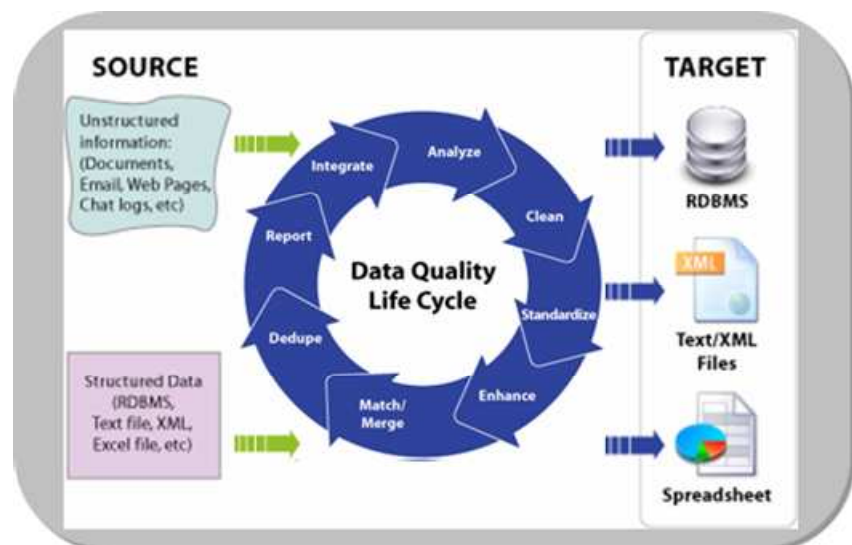 SOURCE
Unstructured
information:
(Documents,
Email, Web Pages,
Chat logs, etc)
Structured Data
(RDBMS,
Text file, XML,
Excel file, etc)
Integrate
Analyze
Clean
Standardize
Enhance
Match/
Merge
Dedupe
Report
Data Quality
Life Cycle
TARGET
RDBMS
XML
Text/XML
Files
Spreadsheet